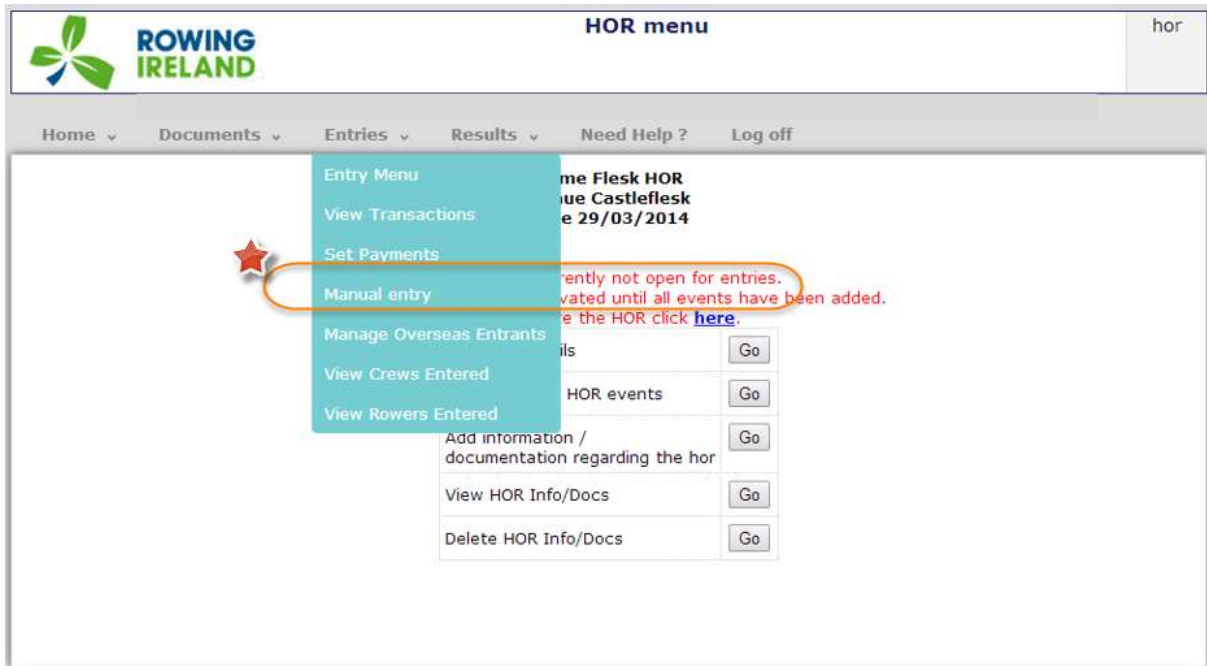 HOR menu
hor
ROWING
IRELAND
Home
Documents
Entries
Results
Need Help ?
Log off
Entry Menu
View Transactions
Set Payments
Manual entry
Manage Overseas Entrants
View Crews Entered
View Rowers Entered
me Flesk HOR
ue Castleflesk
e 29/03/2014
rently not open for entries.
vated until all events have been added.
e the HOR click here.
ils Go
HOR events Go
Add information / Go
documentation regarding the hor
View HOR Info/Docs Go
Delete HOR Info/Docs Go